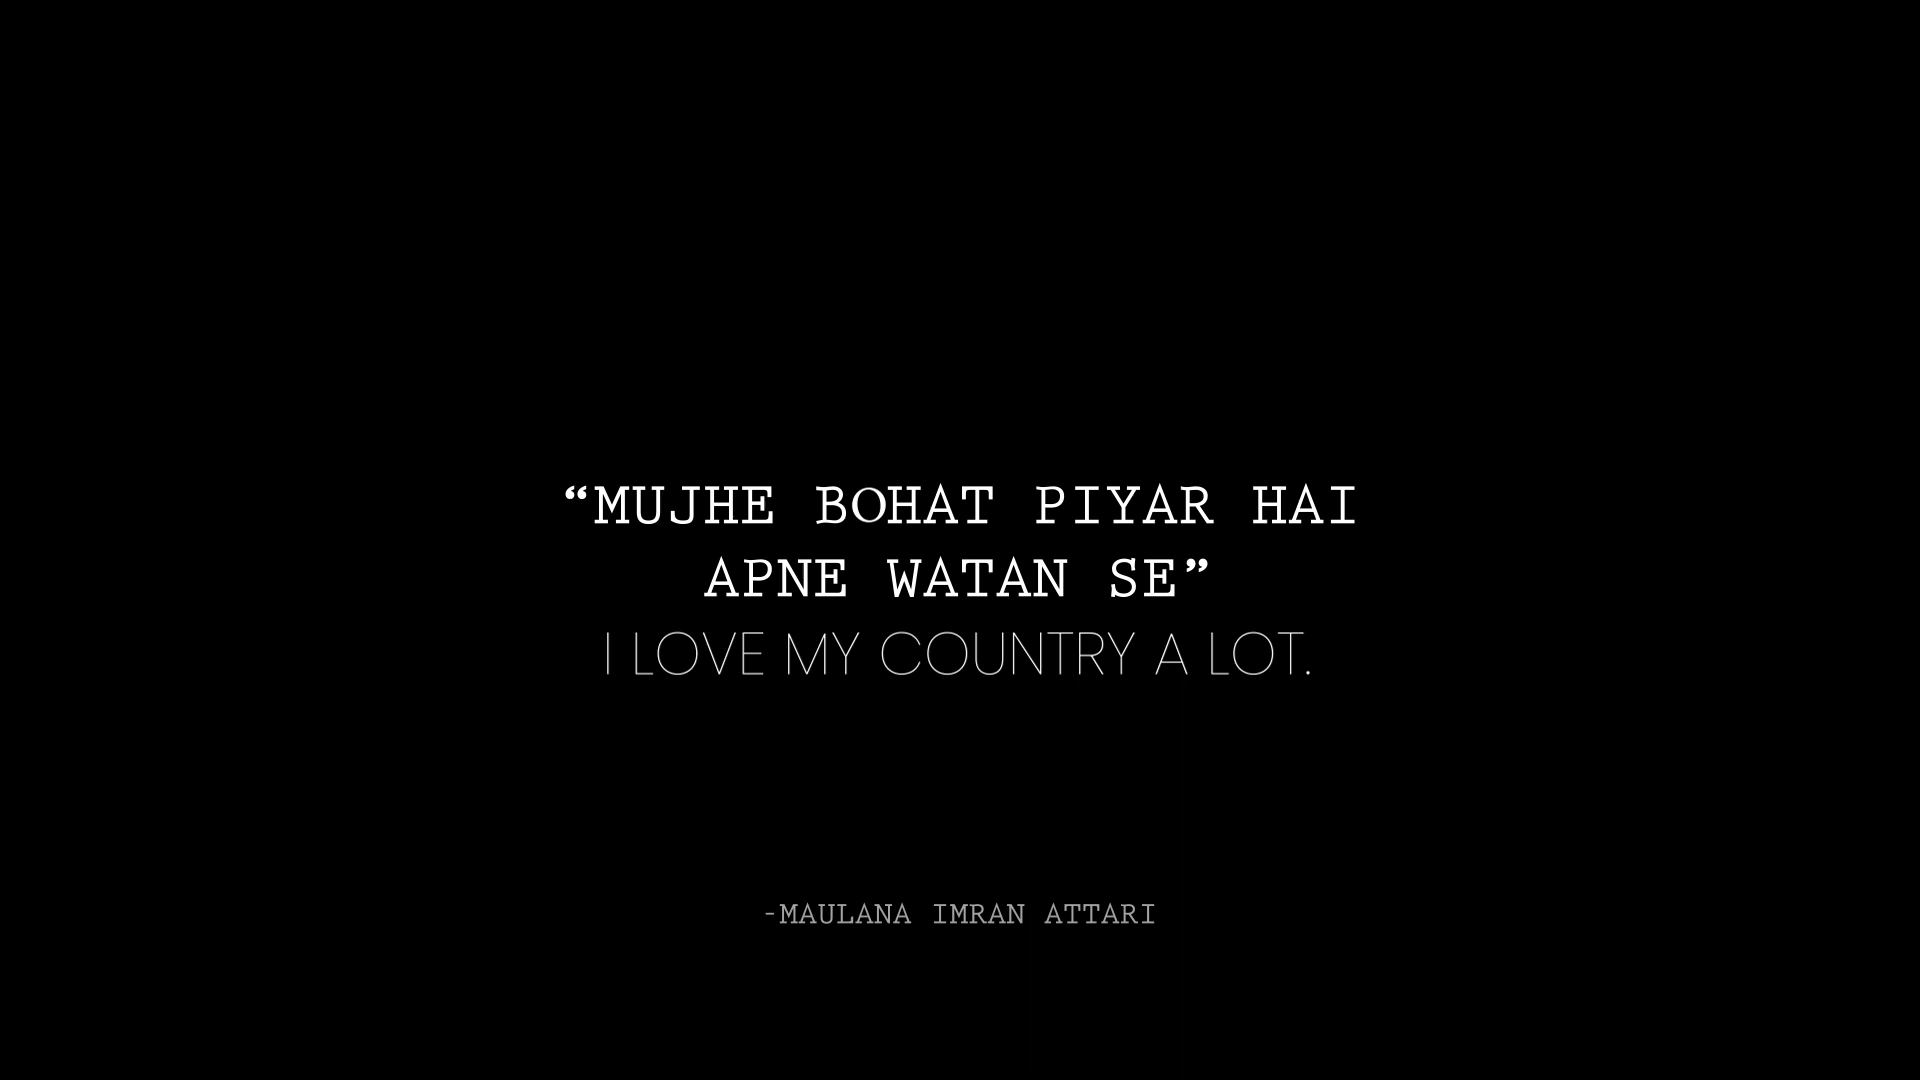 “MUJHE BOHAT PIYAR HAI
APNE WATAN SE”
I LOVE MY COUNTRY A LOT.
-MAULANA IMRAN ATTARI